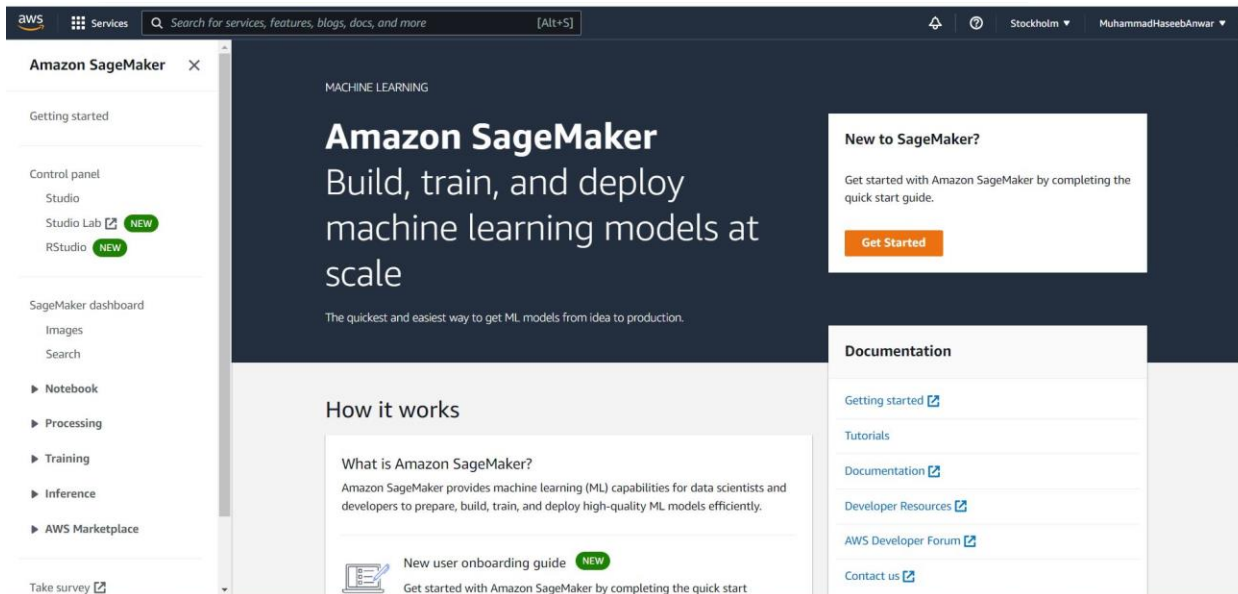 aws
Services
Search for services, features, blogs, docs, and more
[Alt+S]
Stockholm ▼
MuhammadHaseebAnwar ▼
Amazon SageMaker
Getting started
Control panel
Studio
Studio Lab NEW
RStudio NEW
SageMaker dashboard
Images
Search
Notebook
Processing
Training
Inference
AWS Marketplace
Take survey
MACHINE LEARNING
Amazon SageMaker
Build, train, and deploy
machine learning models at
scale
The quickest and easiest way to get ML models from idea to production.
New to SageMaker?
Get started with Amazon SageMaker by completing the
quick start guide.
Get Started
How it works
What is Amazon SageMaker?
Amazon SageMaker provides machine learning (ML) capabilities for data scientists and
developers to prepare, build, train, and deploy high-quality ML models efficiently.
New user onboarding guide NEW
Get started with Amazon SageMaker by completing the quick start
Documentation
Getting started
Tutorials
Documentation
Developer Resources
AWS Developer Forum
Contact us